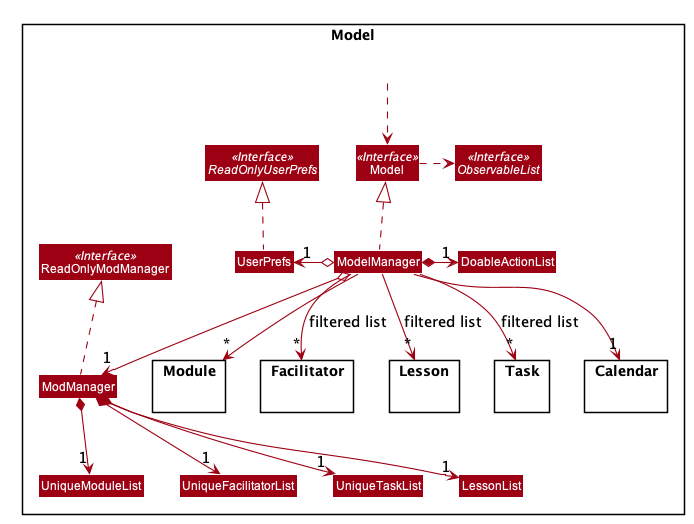 Model
«Interface»
ReadOnlyUserPrefs
«Interface»
Model
«Interface»
ObservableList
«Interface»
ReadOnlyModManager
UserPrefs
1
ModelManager
1
DoableActionList
filtered list
filtered list
filtered list
1
*
*
*
*
1
ModManager
Module
Facilitator
Lesson
Task
Calendar
1
1
1
1
UniqueModuleList
UniqueFacilitatorList
UniqueTaskList
LessonList